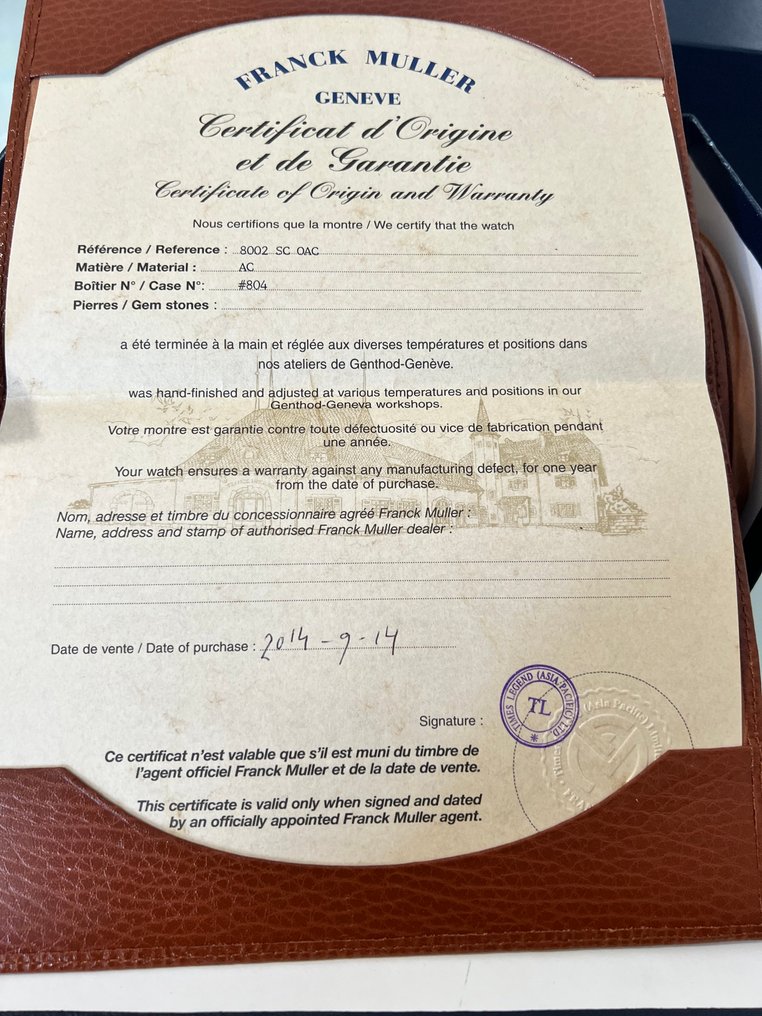 FRANCK MULLER
GENEVE
Certificat d'Origine
et de Garantie
Certificate of Origin and Warranty
Nous certifions que la montre / We certify that the watch
Référence / Reference : 8002 SC OAC
Matière / Material : AC
Boîtier N° / Case N°: #804
Pierres / Gem stones :
a été terminée à la main et réglée aux diverses températures et positions dans
nos ateliers de Genthod-Genève.
was hand-finished and adjusted at various temperatures and positions in our
Genthod-Geneva workshops.
Votre montre est garantie contre toute défectuosité ou vice de fabrication pendant
une année.
Your watch ensures a warranty against any manufacturing defect, for one year
from the date of purchase.
Nom, adresse et timbre du concessionnaire agréé Franck Muller :
Name, address and stamp of authorised Franck Muller dealer :
Date de vente / Date of purchase : 2014-9-14
TIMES LEGEND (ASIA PACIFIC) LTD
TL
(Asia Pacific) Limited
Signature :
Ce certificat n'est valable que s'il est muni du timbre de
l'agent officiel Franck Muller et de la date de vente.
This certificate is valid only when signed and dated
by an officially appointed Franck Muller agent.